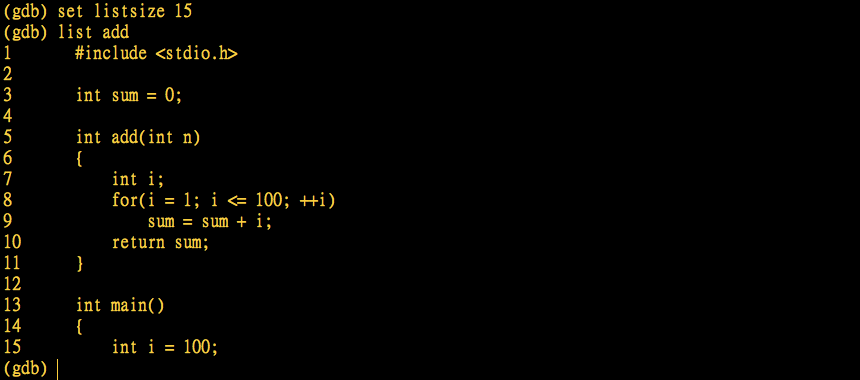 (gdb) set listsize 15
(gdb) list add
1       #include <stdio.h>
2
3       int sum = 0;
4
5       int add(int n)
6       {
7           int i;
8           for(i = 1; i <= 100; ++i)
9               sum = sum + i;
10          return sum;
11      }
12
13      int main()
14      {
15          int i = 100;
(gdb)